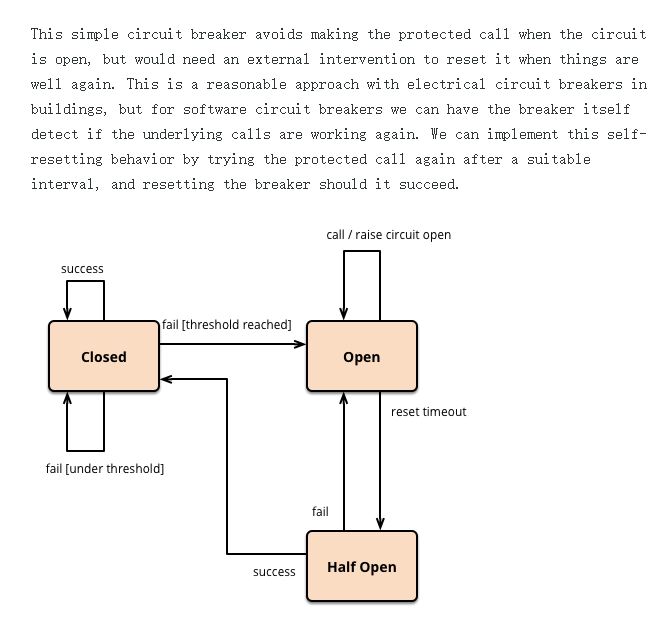 This simple circuit breaker avoids making the protected call when the circuit
is open, but would need an external intervention to reset it when things are
well again. This is a reasonable approach with electrical circuit breakers in
buildings, but for software circuit breakers we can have the breaker itself
detect if the underlying calls are working again. We can implement this self-
resetting behavior by trying the protected call again after a suitable
interval, and resetting the breaker should it succeed.
call / raise circuit open
success
fail [threshold reached]
Closed
Open
reset timeout
fail [under threshold]
fail
success
Half Open